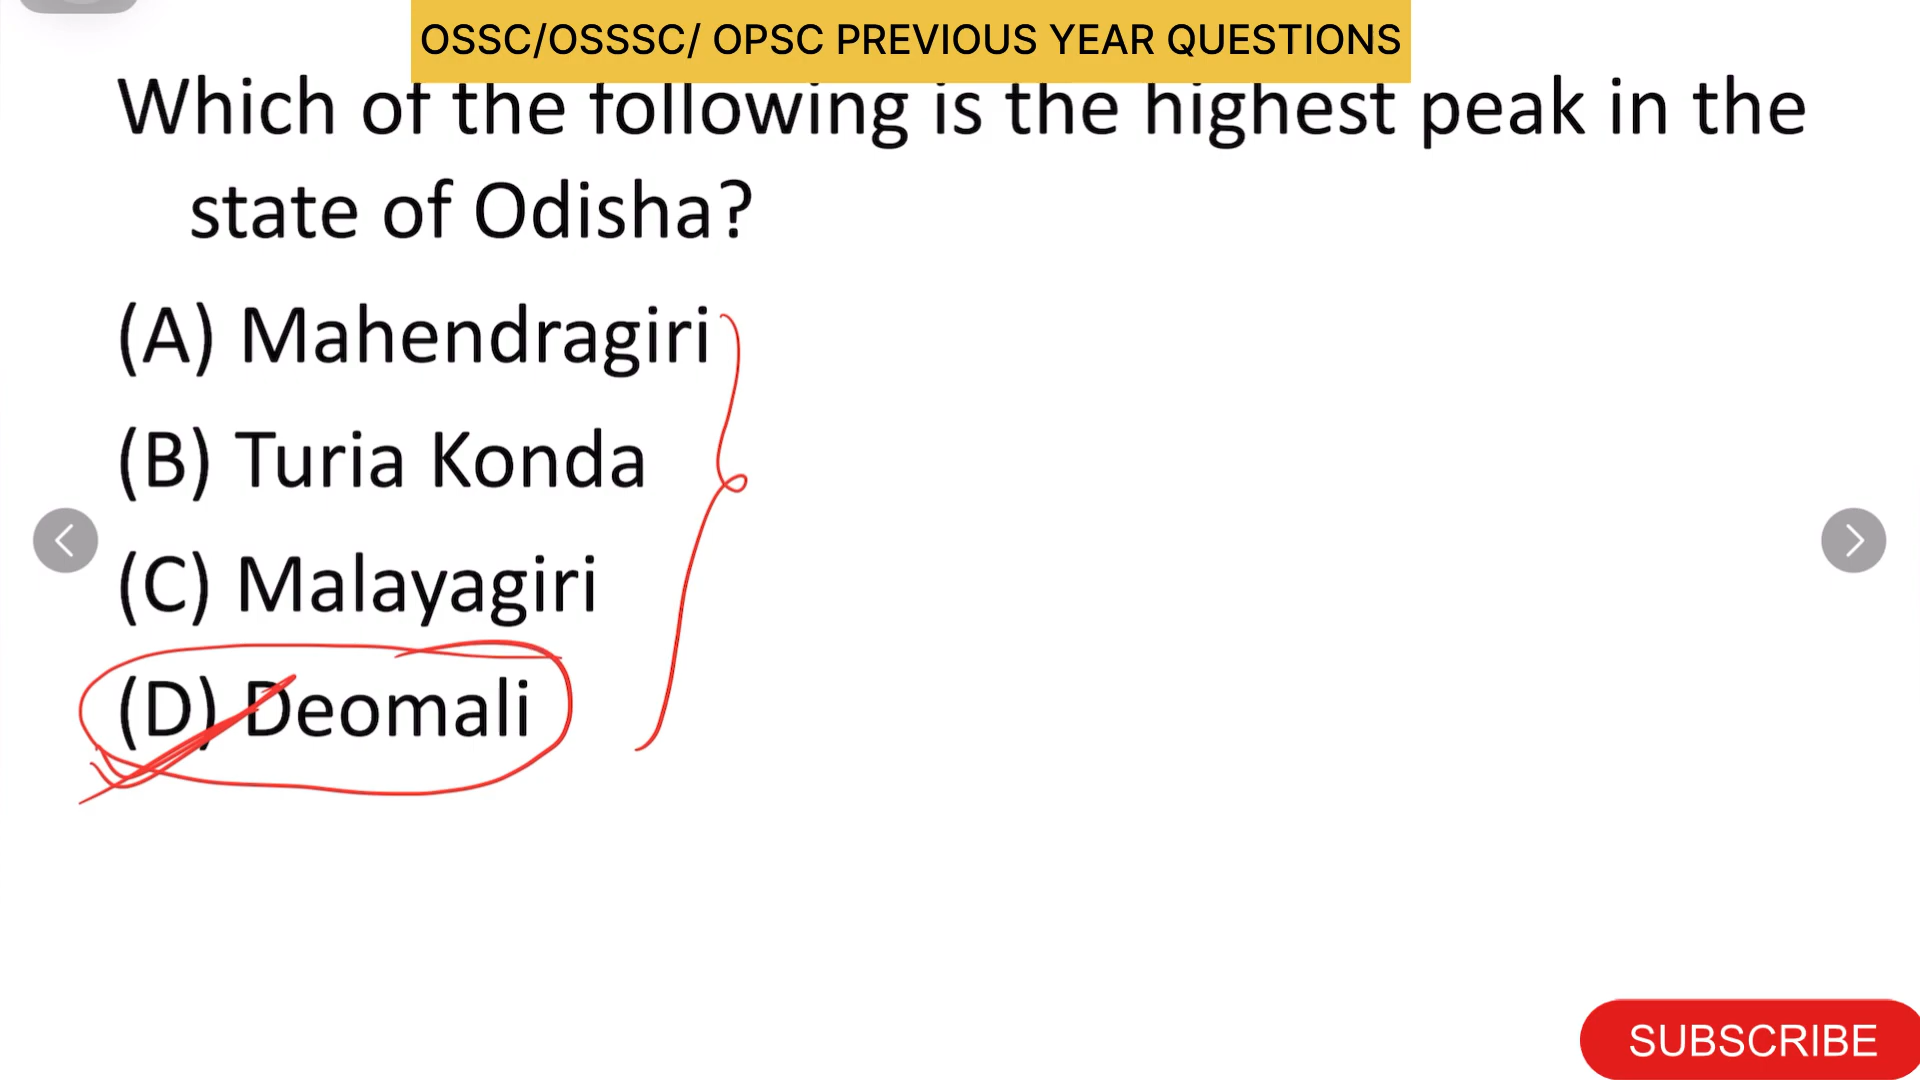 OSSC/OSSSC/ OPSC PREVIOUS YEAR QUESTIONS
Which of the following is the highest peak in the
state of Odisha?
(A) Mahendragiri
(B) Turia Konda
(C) Malayagiri
(D) Deomali
SUBSCRIBE